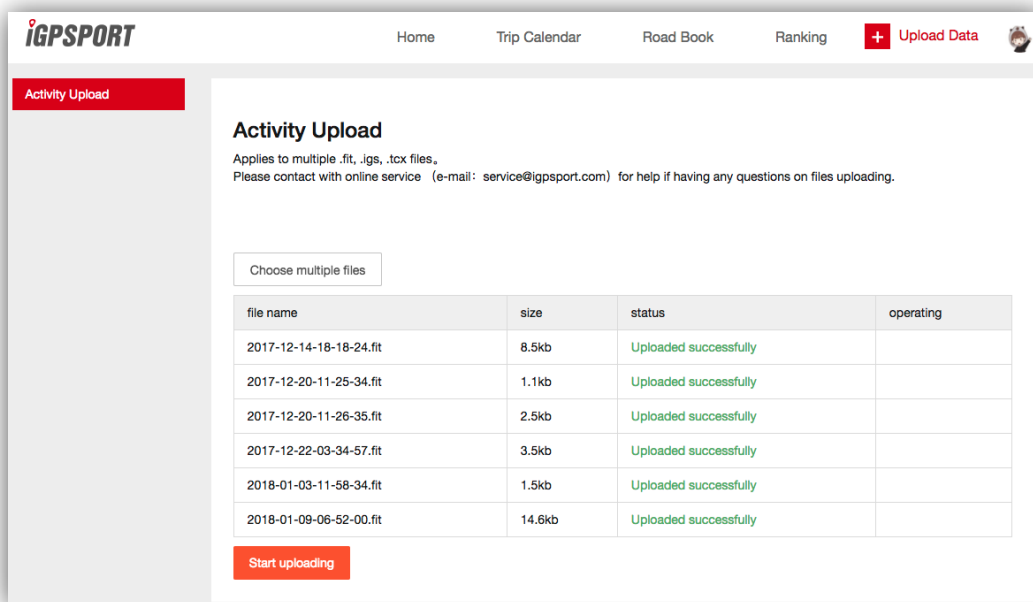 iGPSPORT
Home Trip Calendar Road Book Ranking + Upload Data
Activity Upload
Activity Upload
Applies to multiple .fit, .igs, .tcx files。
Please contact with online service （e-mail：service@igpsport.com）for help if having any questions on files uploading.
Choose multiple files
file name size status operating
2017-12-14-18-18-24.fit 8.5kb Uploaded successfully
2017-12-20-11-25-34.fit 1.1kb Uploaded successfully
2017-12-20-11-26-35.fit 2.5kb Uploaded successfully
2017-12-22-03-34-57.fit 3.5kb Uploaded successfully
2018-01-03-11-58-34.fit 1.5kb Uploaded successfully
2018-01-09-06-52-00.fit 14.6kb Uploaded successfully
Start uploading